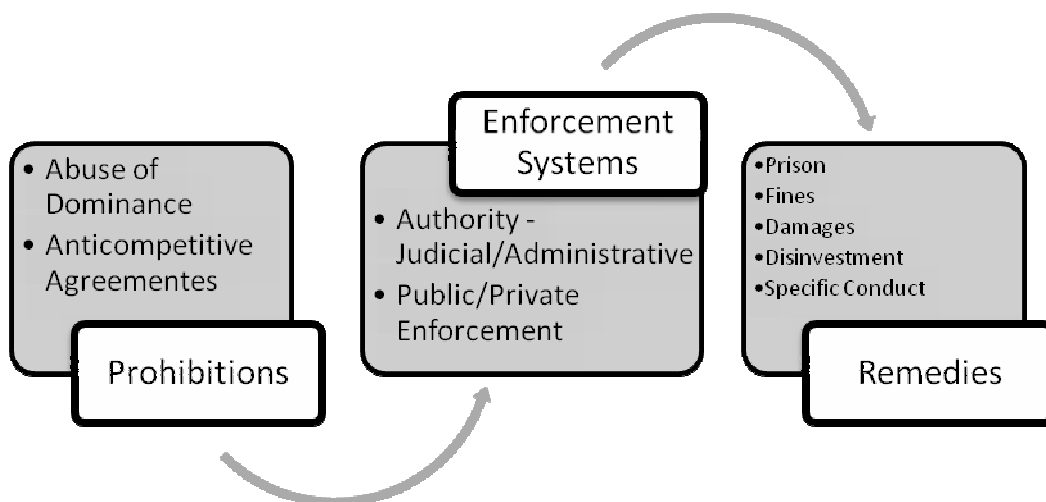 • Abuse of
Dominance
• Anticompetitive
Agreementes
Prohibitions
Enforcement
Systems
• Authority -
Judicial/Administrative
• Public/Private
Enforcement
•Prison
•Fines
•Damages
•Disinvestment
•Specific Conduct
Remedies